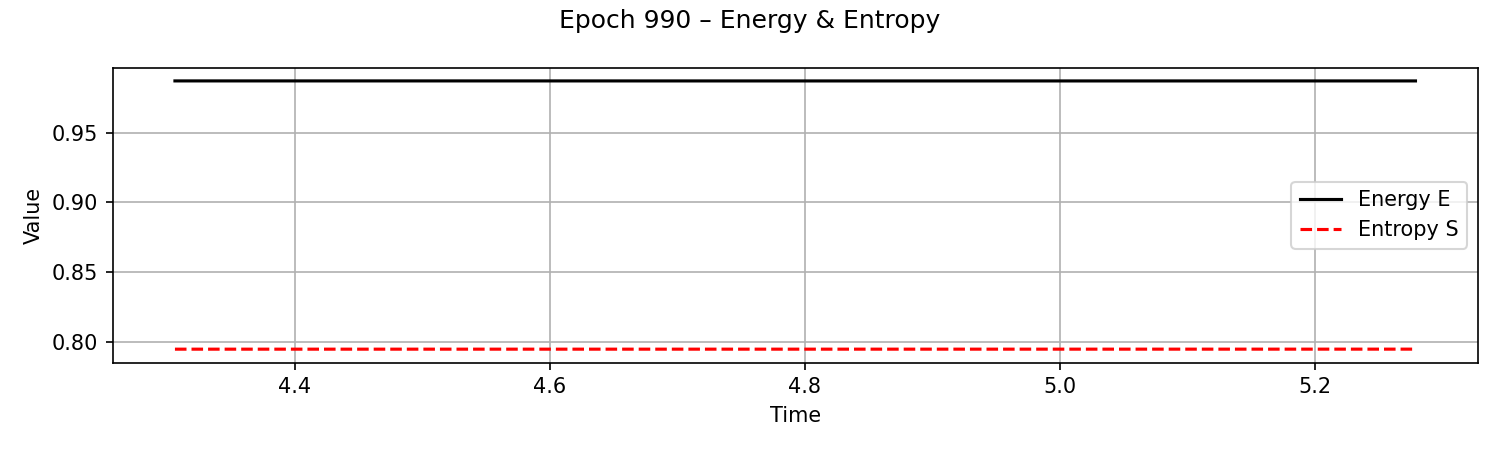 Epoch 990 – Energy & Entropy
0.95
0.90
0.85
0.80
Value
Energy E
Entropy S
4.4 4.6 4.8 5.0 5.2
Time